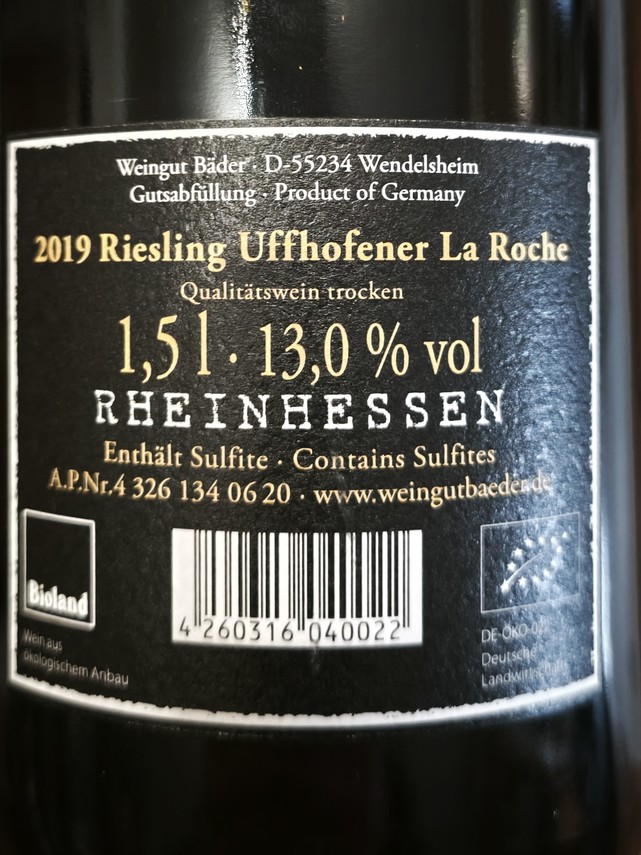 Weingut Bäder · D-55234 Wendelsheim
Gutsabfüllung · Product of Germany
2019 Riesling Uffhofener La Roche
Qualitätswein trocken
1,5 l · 13,0 % vol
RHEINHESSEN
Enthält Sulfite · Contains Sulfites
A.P.Nr.4 326 134 06 20 · www.weingutbaeder.de
Bioland
Wein aus
ökologischem Anbau
4 260316 040022
Deutsche
Landwirtschaft